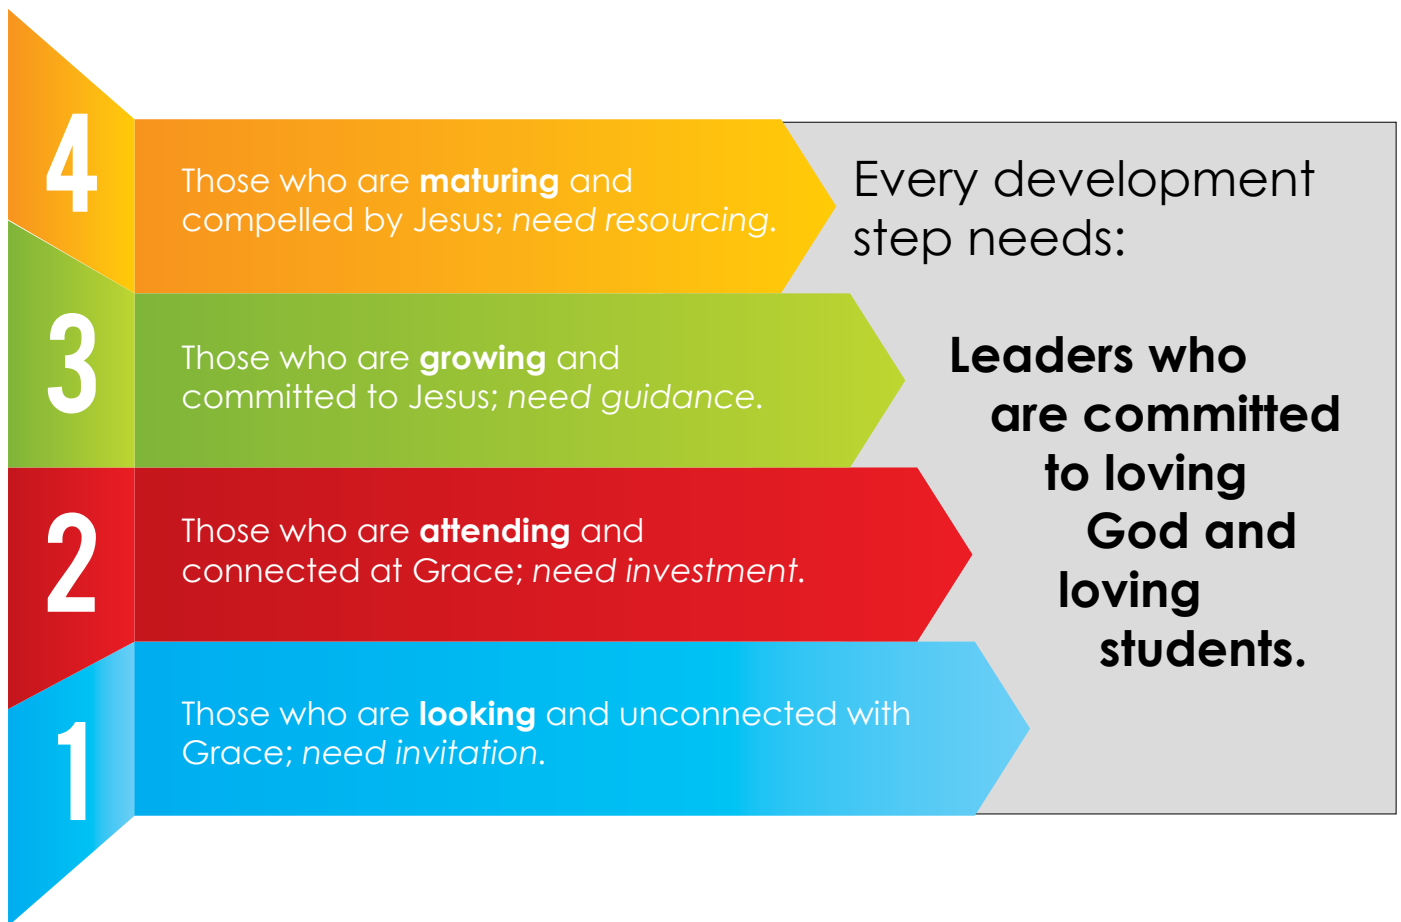 4
Those who are maturing and
compelled by Jesus; need resourcing.
3
Those who are growing and
committed to Jesus; need guidance.
2
Those who are attending and
connected at Grace; need investment.
1
Those who are looking and unconnected with
Grace; need invitation.
Every development
step needs:
Leaders who
are committed
to loving
God and
loving
students.